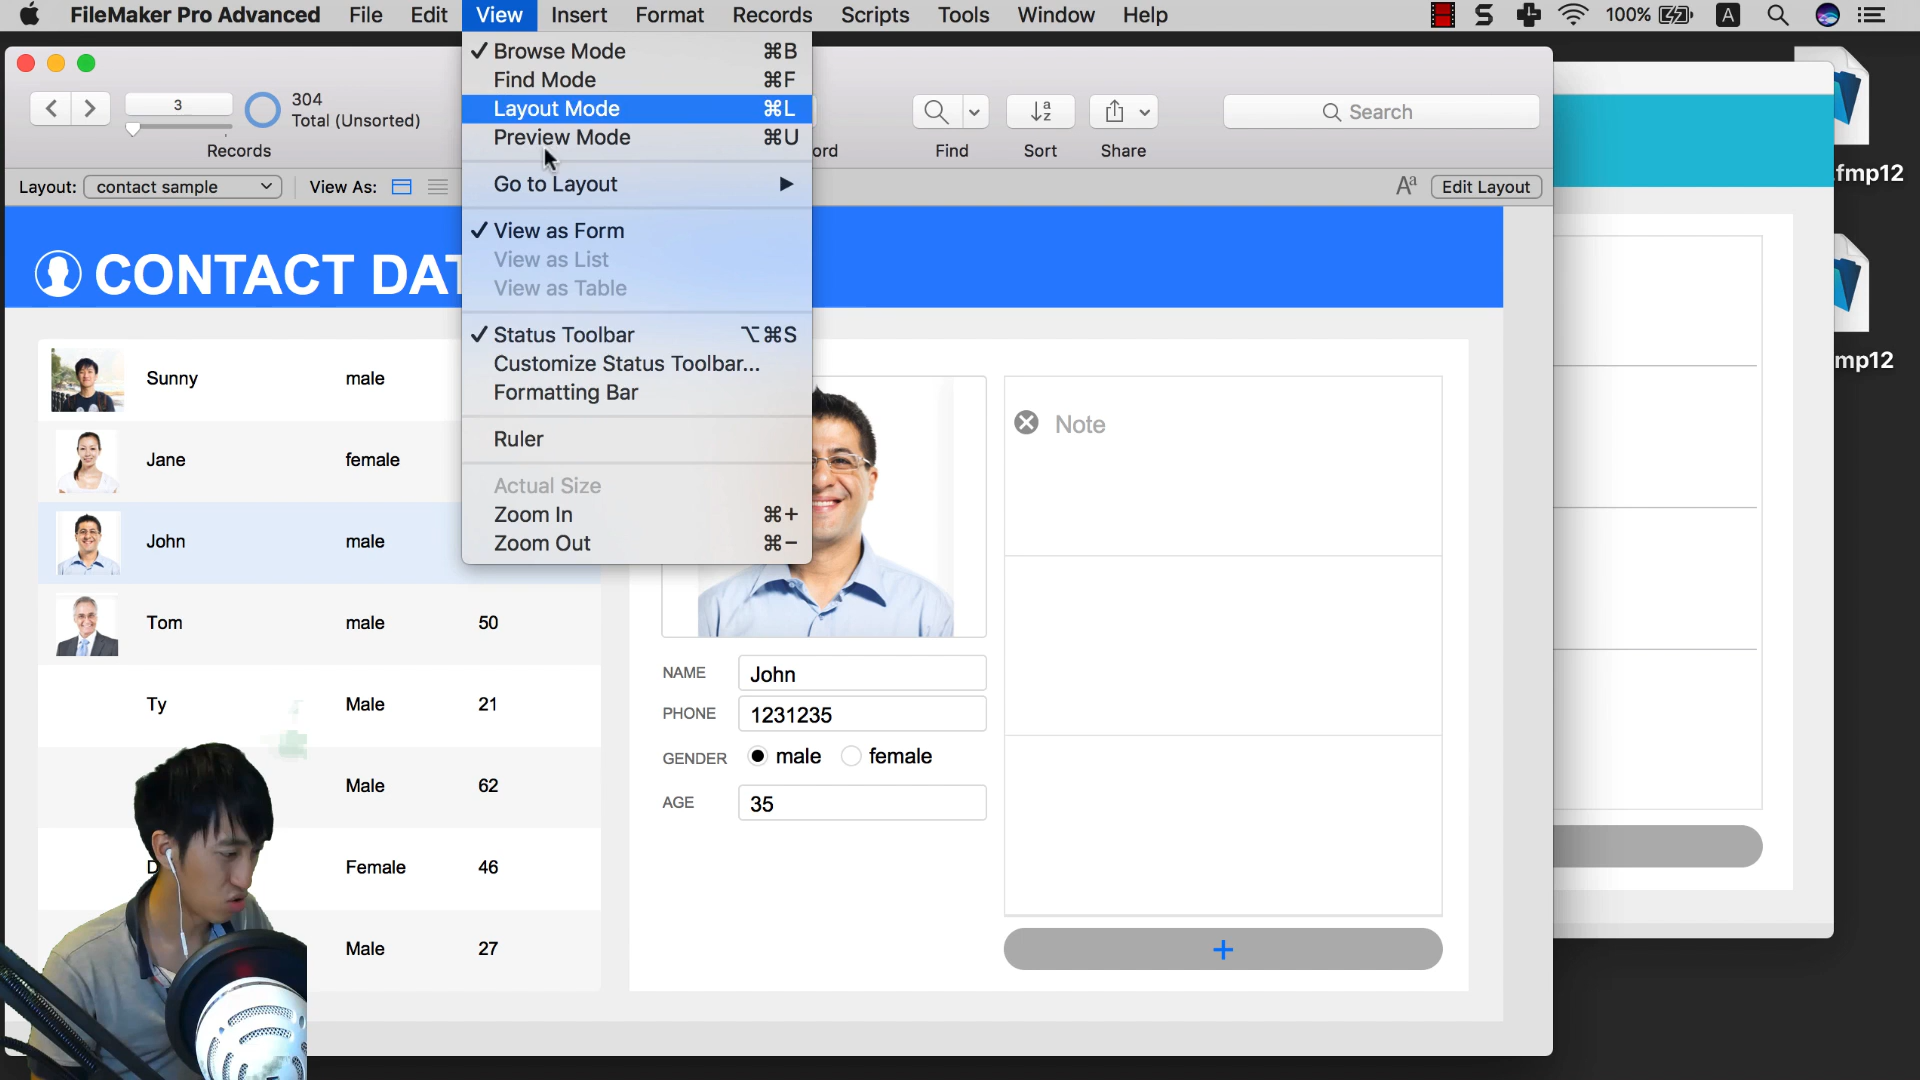 FileMaker Pro Advanced File Edit View Insert Format Records Scripts Tools Window Help 100% A
✓ Browse Mode ⌘B
Find Mode ⌘F
Layout Mode ⌘L
Preview Mode ⌘U
Go to Layout
✓ View as Form
View as List
View as Table
✓ Status Toolbar ⌥⌘S
Customize Status Toolbar...
Formatting Bar
Ruler
Actual Size
Zoom In ⌘+
Zoom Out ⌘−
3
304
Total (Unsorted)
Records
ord
Find
Sort
Share
Search
Layout: contact sample View As:
Edit Layout
CONTACT DAT
Sunny male
Jane female
John male
Tom male 50
Ty Male 21
Male 62
D Female 46
Male 27
NAME John
PHONE 1231235
GENDER male female
AGE 35
Note
+
fmp12
mp12